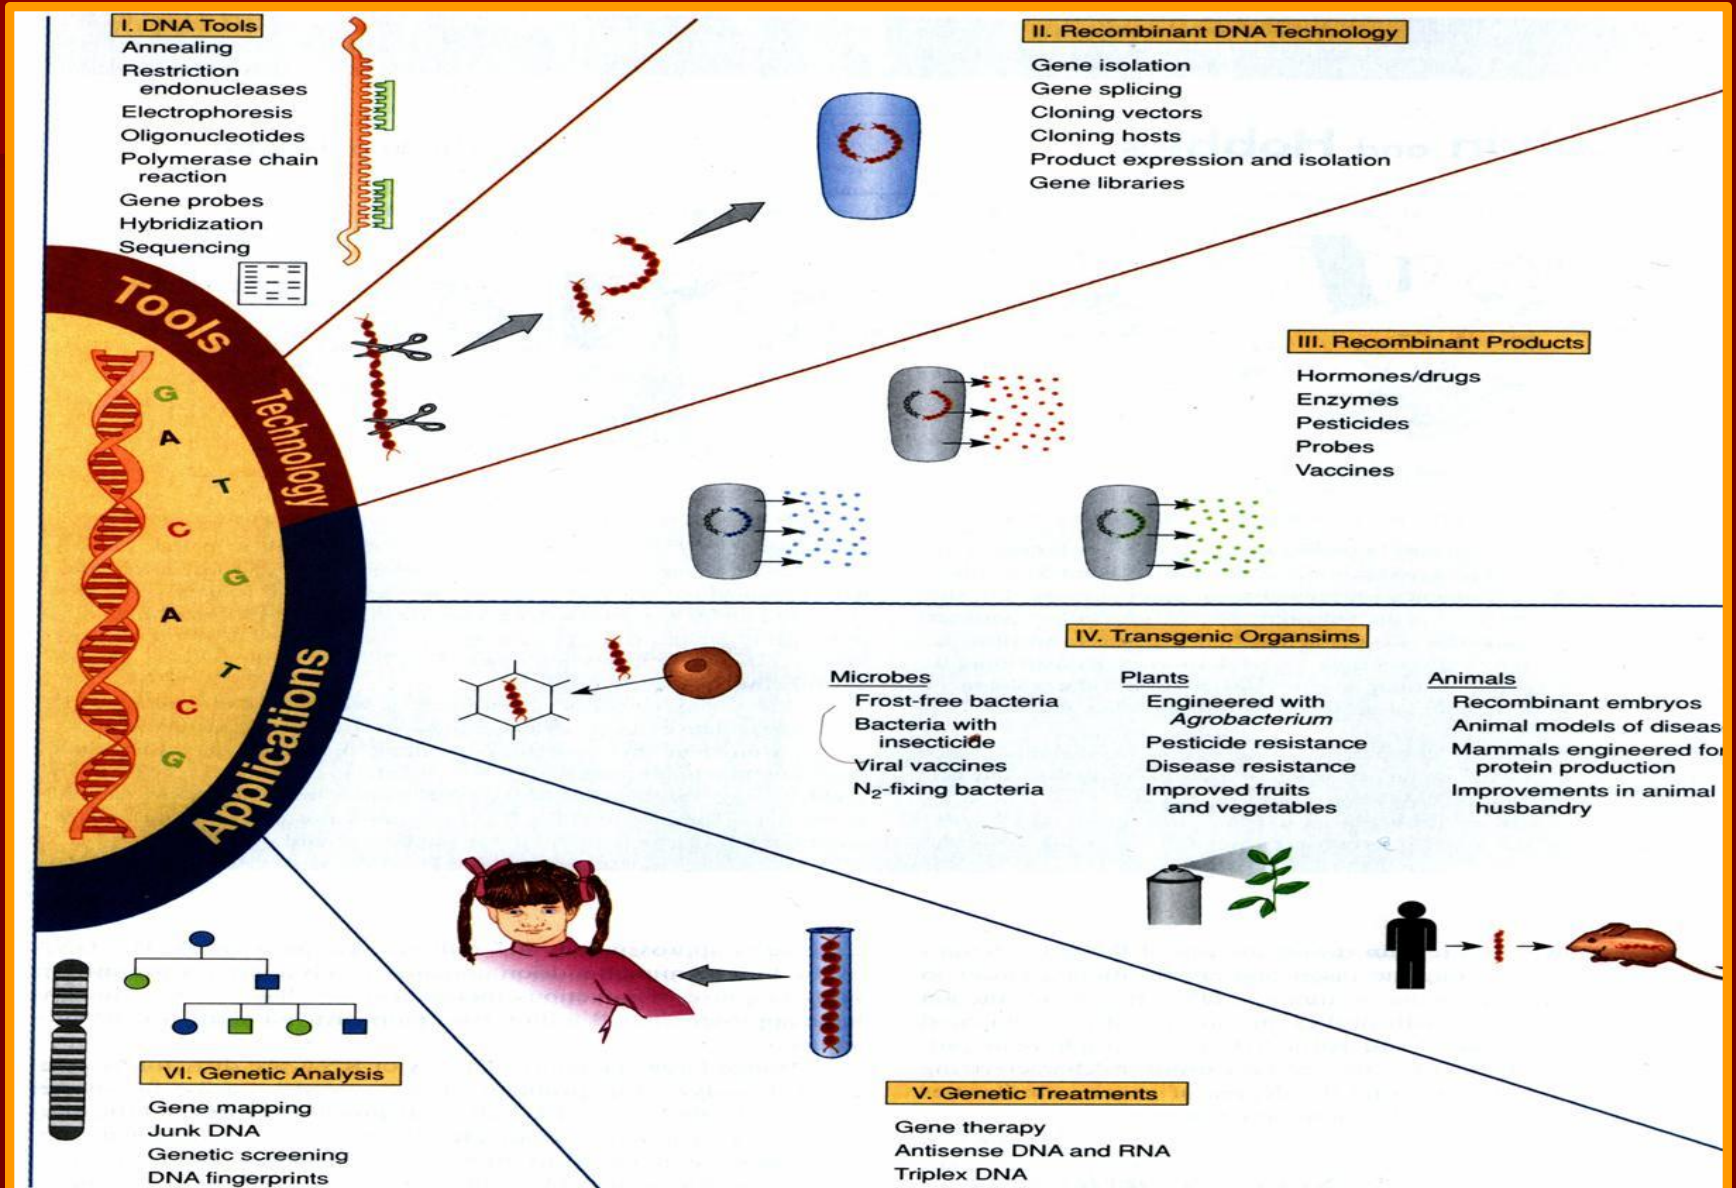 I. DNA Tools
Annealing
Restriction
endonucleases
Electrophoresis
Oligonucleotides
Polymerase chain
reaction
Gene probes
Hybridization
Sequencing
II. Recombinant DNA Technology
Gene isolation
Gene splicing
Cloning vectors
Cloning hosts
Product expression and isolation
Gene libraries
Tools
Technology
Applications
G
A
T
C
G
A
T
C
G
III. Recombinant Products
Hormones/drugs
Enzymes
Pesticides
Probes
Vaccines
IV. Transgenic Organsims
Microbes
Frost-free bacteria
Bacteria with
insecticide
Viral vaccines
N₂-fixing bacteria
Plants
Engineered with
Agrobacterium
Pesticide resistance
Disease resistance
Improved fruits
and vegetables
Animals
Recombinant embryos
Animal models of diseas
Mammals engineered for
protein production
Improvements in animal
husbandry
V. Genetic Treatments
Gene therapy
Antisense DNA and RNA
Triplex DNA
VI. Genetic Analysis
Gene mapping
Junk DNA
Genetic screening
DNA fingerprints